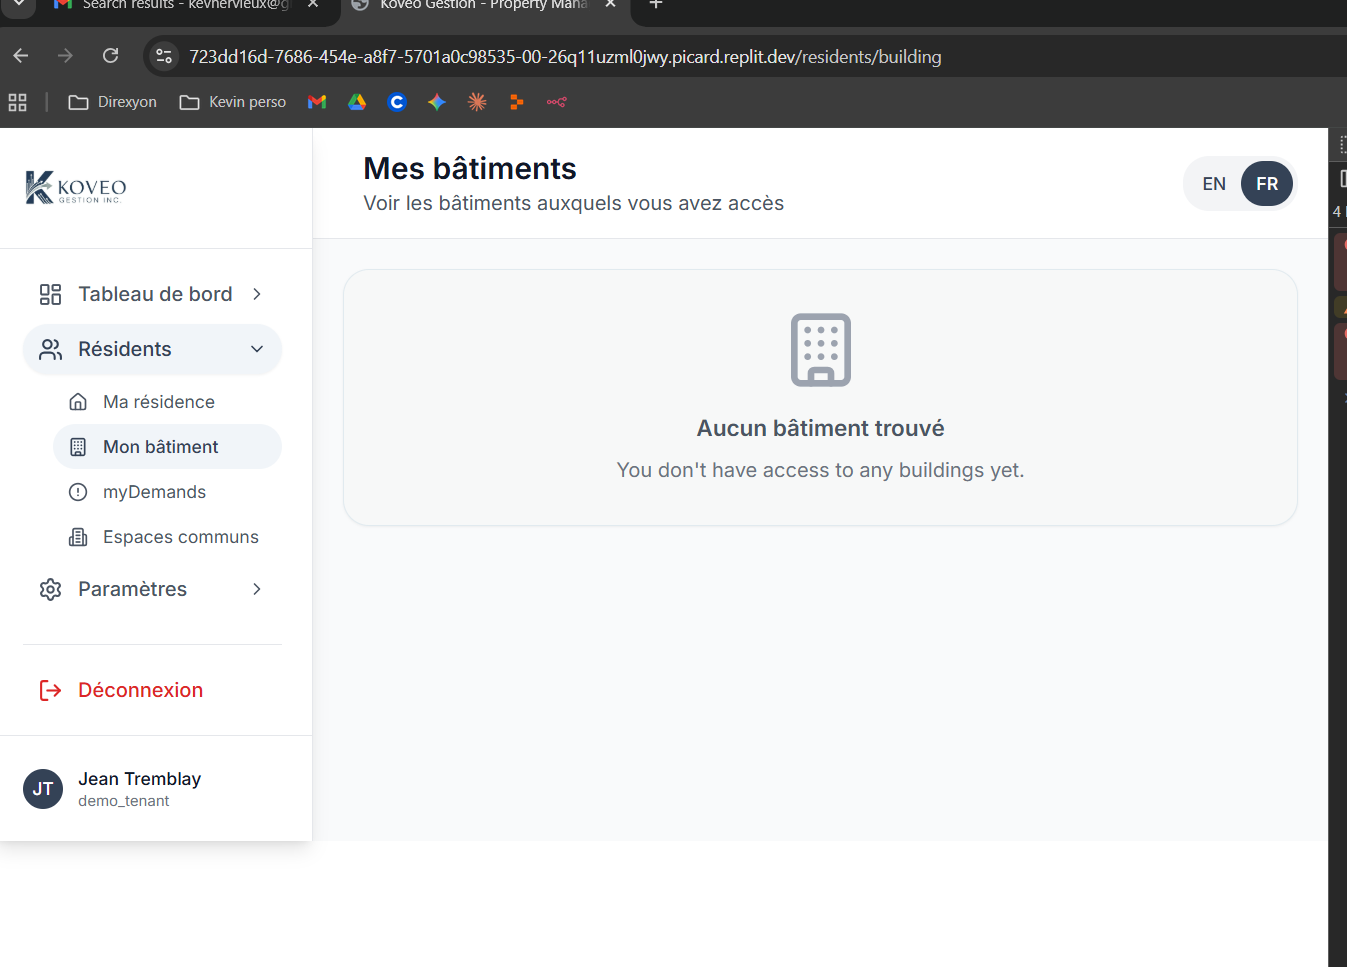 Search results - kevhervieux@g
Koveo Gestion - Property Mana
723dd16d-7686-454e-a8f7-5701a0c98535-00-26q11uzml0jwy.picard.replit.dev/residents/building
Direxyon
Kevin perso
KOVEO
GESTION INC.
Mes bâtiments
Voir les bâtiments auxquels vous avez accès
EN
FR
4
Tableau de bord
Résidents
Ma résidence
Mon bâtiment
myDemands
Espaces communs
Paramètres
Déconnexion
JT
Jean Tremblay
demo_tenant
Aucun bâtiment trouvé
You don't have access to any buildings yet.